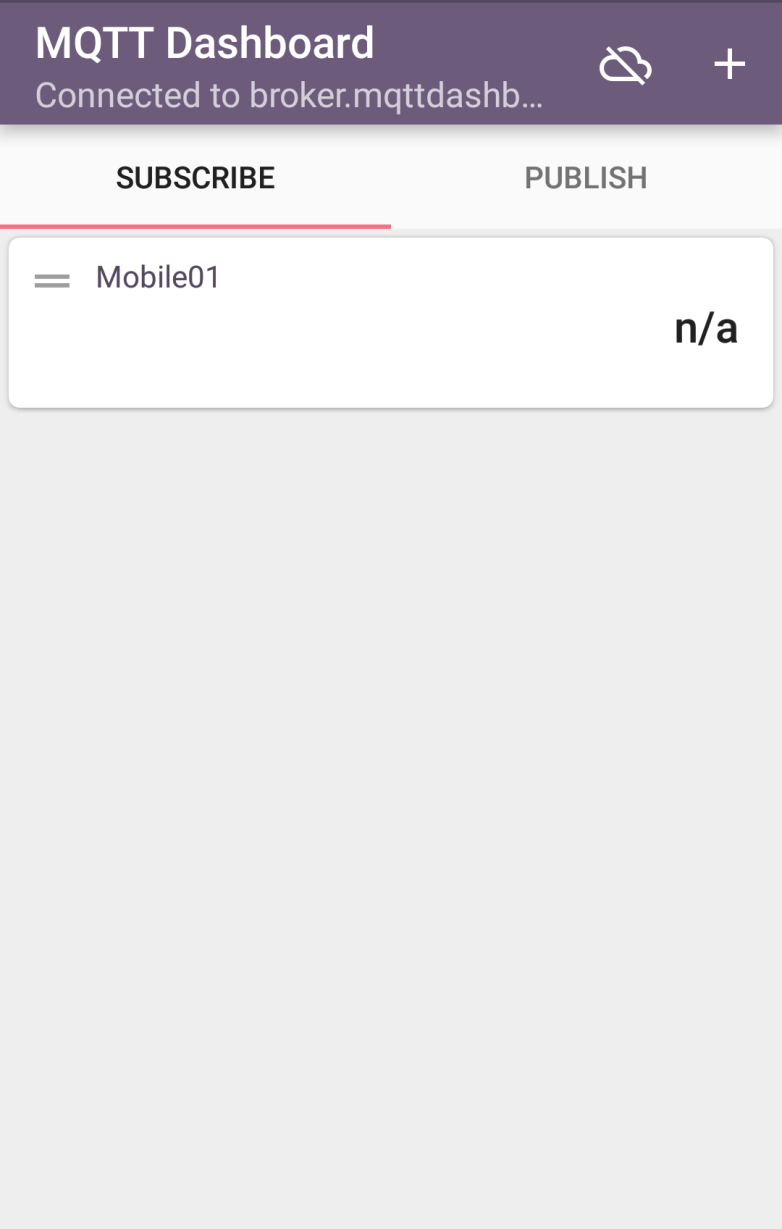 MQTT Dashboard
Connected to broker.mqttdashb...
SUBSCRIBE
PUBLISH
Mobile01
n/a